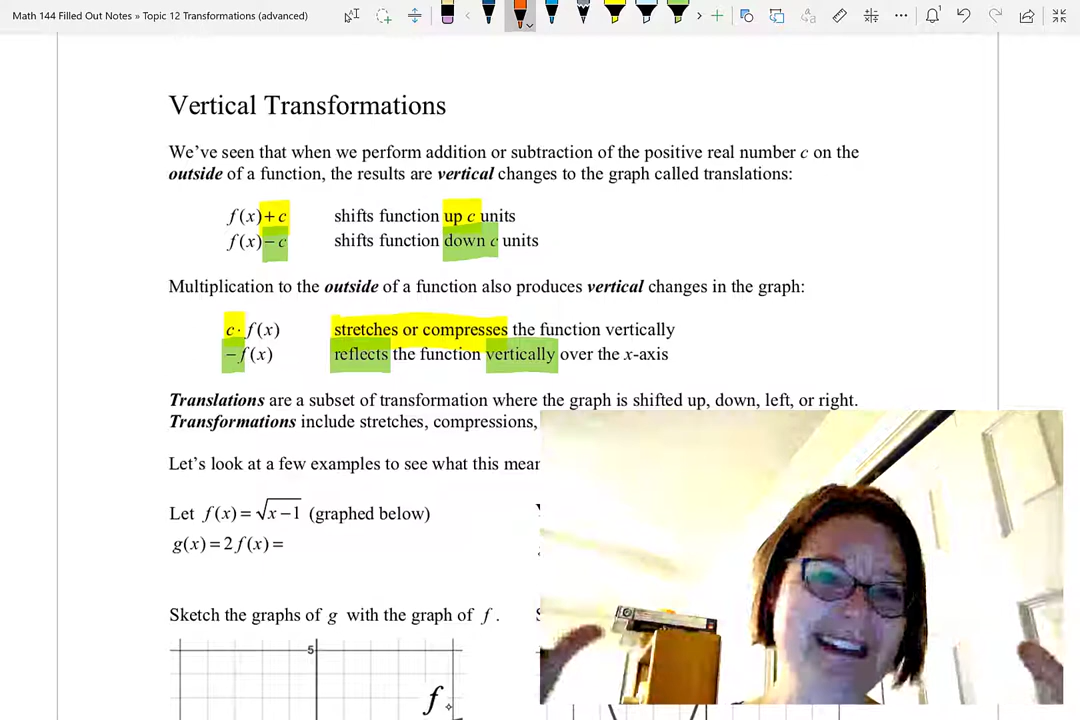 Math 144 Filled Out Notes » Topic 12 Transformations (advanced)
Vertical Transformations
We've seen that when we perform addition or subtraction of the positive real number c on the
outside of a function, the results are vertical changes to the graph called translations:
f(x)+c shifts function up c units
f(x)−c shifts function down c units
Multiplication to the outside of a function also produces vertical changes in the graph:
c· f(x) stretches or compresses the function vertically
−f(x) reflects the function vertically over the x-axis
Translations are a subset of transformation where the graph is shifted up, down, left, or right.
Transformations include stretches, compressions,
Let's look at a few examples to see what this mean
Let f(x)=√x−1 (graphed below)
g(x)=2 f(x)=
Sketch the graphs of g with the graph of f .
5
f